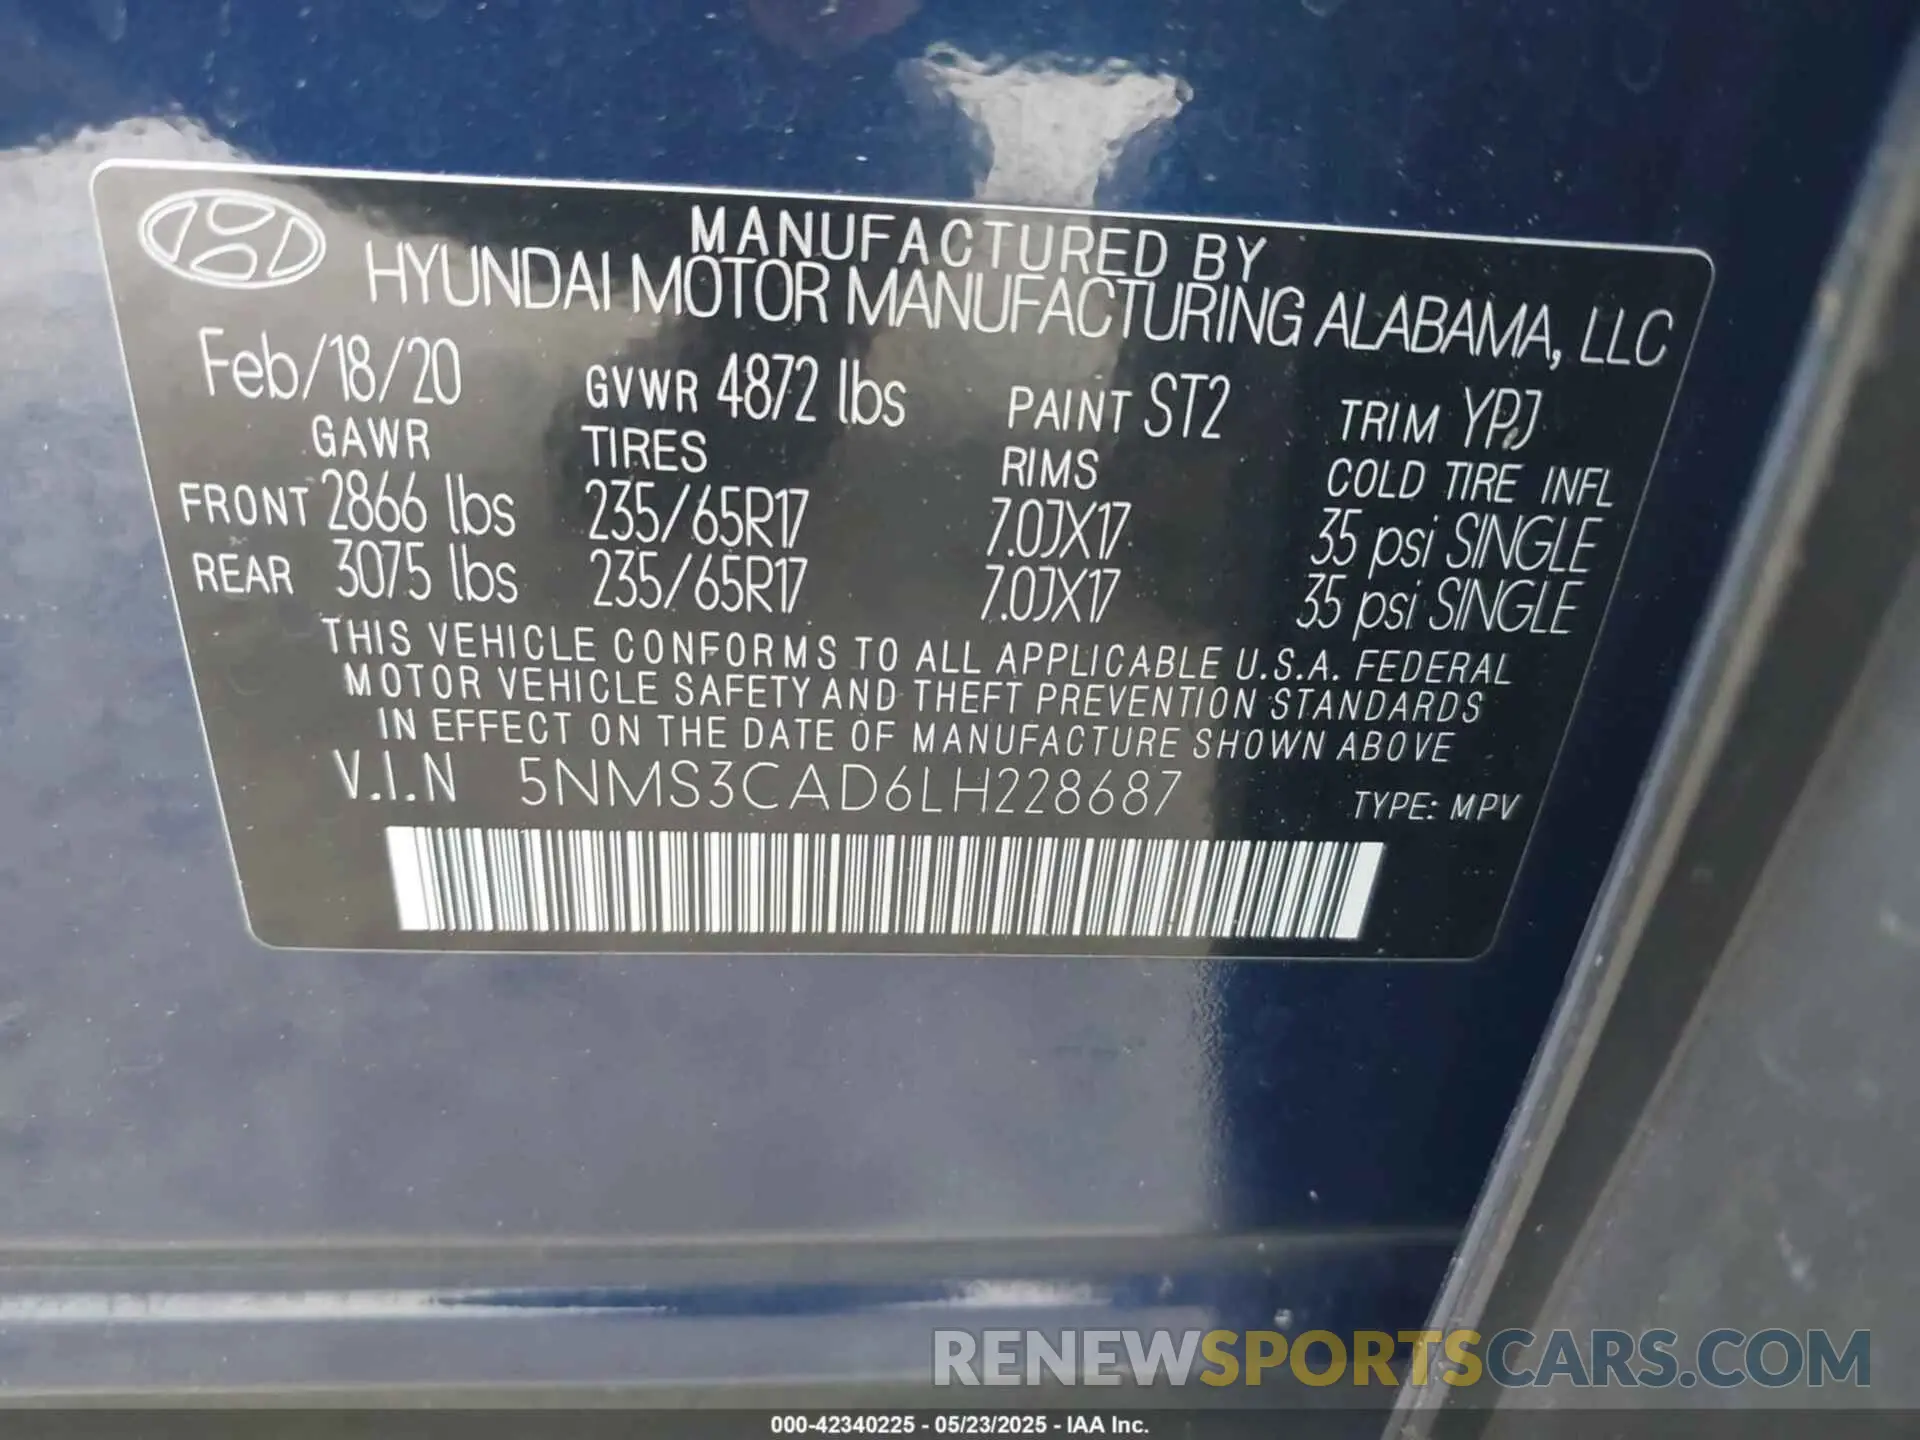 MANUFACTURED BY
HYUNDAI MOTOR MANUFACTURING ALABAMA, LLC
Feb/18/20 GVWR 4872 lbs PAINT ST2 TRIM YPJ
GAWR TIRES RIMS COLD TIRE INFL
FRONT 2866 lbs 235/65R17 7.0JX17 35 psi SINGLE
REAR 3075 lbs 235/65R17 7.0JX17 35 psi SINGLE
THIS VEHICLE CONFORMS TO ALL APPLICABLE U.S.A. FEDERAL
MOTOR VEHICLE SAFETY AND THEFT PREVENTION STANDARDS
IN EFFECT ON THE DATE OF MANUFACTURE SHOWN ABOVE
V.I.N 5NMS3CAD6LH228687 TYPE: MPV
RENEWSPORTSCARS.COM
000-42340225 - 05/23/2025 - IAA Inc.